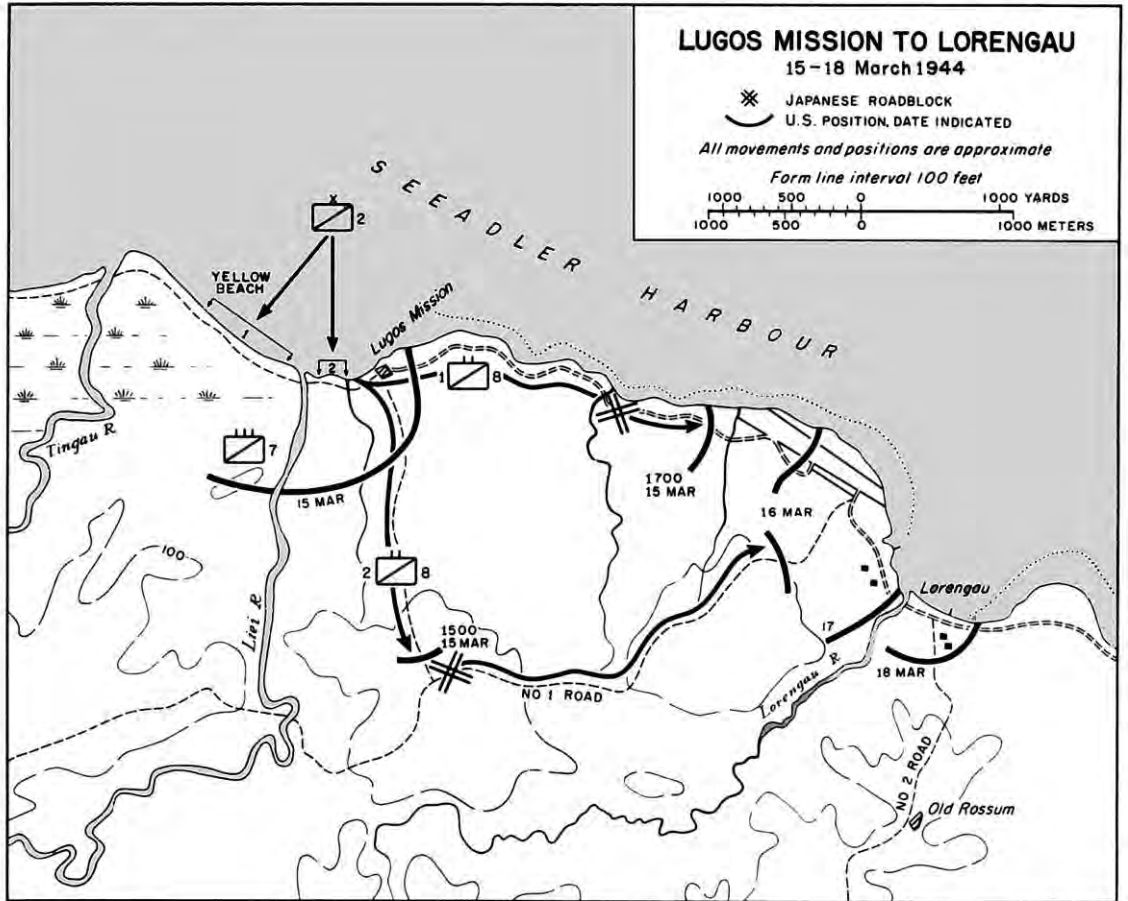 LUGOS MISSION TO LORENGAU
15-18 March 1944
JAPANESE ROADBLOCK
U.S. POSITION, DATE INDICATED
All movements and positions are approximate
Form line interval 100 feet
1000 500 0 1000 YARDS
1000 500 0 1000 METERS
SEEADLER HARBOUR
X
2
YELLOW
BEACH
1
2
Lugos Mission
1 8
Tingau R
7
15 MAR
1700
15 MAR
16 MAR
100
2 8
Liei R
1500
15 MAR
NO 1 ROAD
17
Lorengau
Lorengau R
18 MAR
NO 2 ROAD
Old Rossum